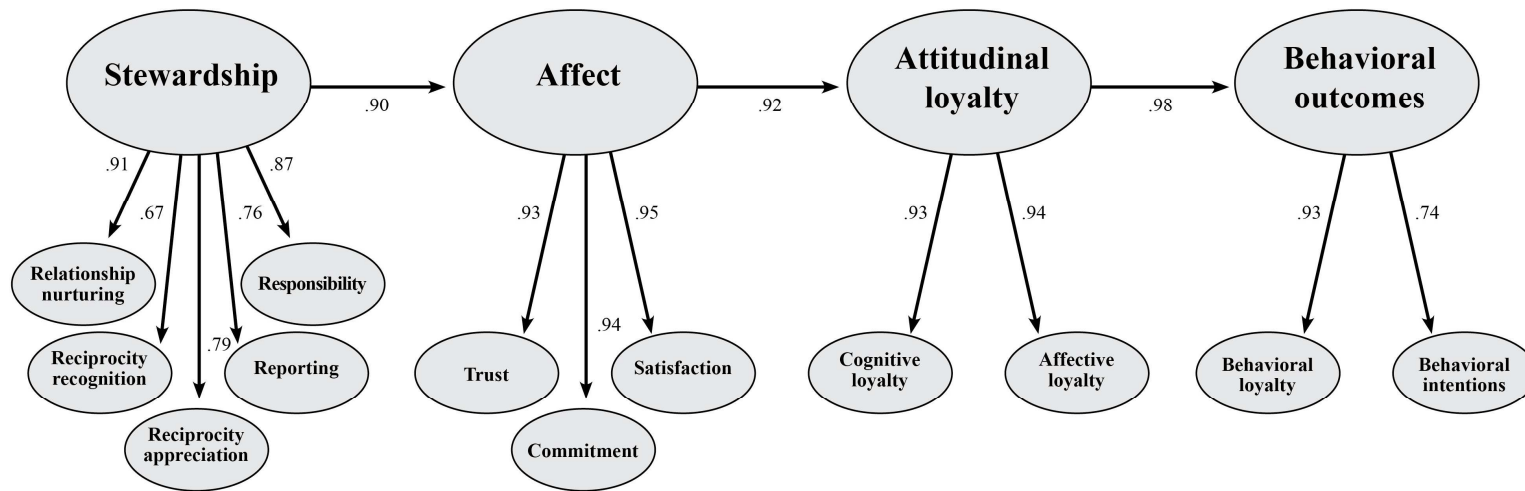 Stewardship
.90
Affect
.92
Attitudinal
loyalty
.98
Behavioral
outcomes
.91
.67
.79
.76
.87
Relationship
nurturing
Reciprocity
recognition
Reciprocity
appreciation
Reporting
Responsibility
.93
.94
.95
Trust
Commitment
Satisfaction
.93
.94
Cognitive
loyalty
Affective
loyalty
.93
.74
Behavioral
loyalty
Behavioral
intentions